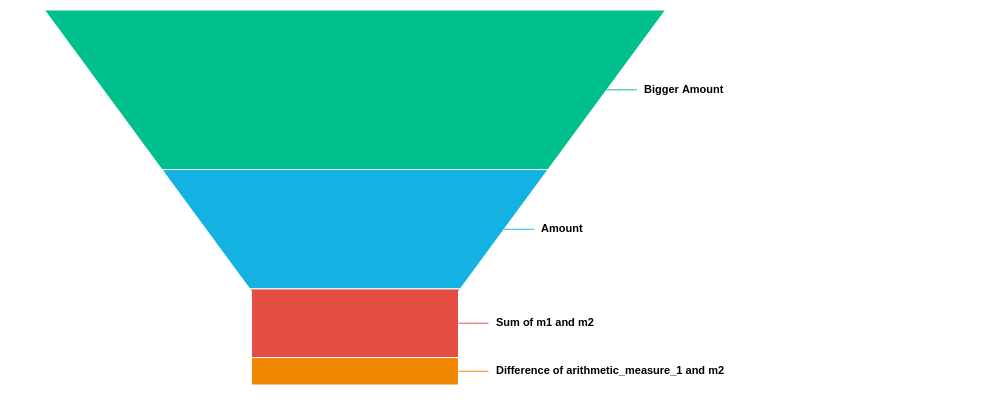 Bigger Amount
Amount
Sum of m1 and m2
Difference of arithmetic_measure_1 and m2